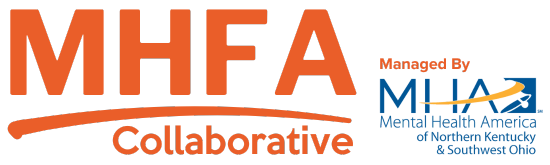 MHFA
Collaborative
Managed By
MHA
Mental Health America
of Northern Kentucky
& Southwest Ohio